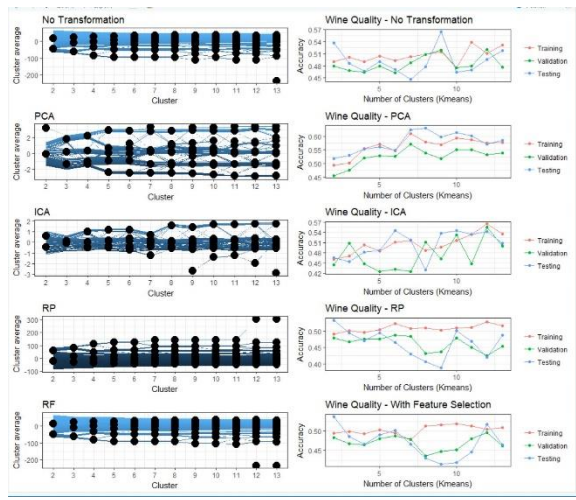 No Transformation
Cluster average
0
-100
-200
2 3 4 5 6 7 8 9 10 11 12 13
Cluster
Wine Quality - No Transformation
Accuracy
0.57
0.54
0.51
0.48
0.45
5 10
Number of Clusters (Kmeans)
Training
Validation
Testing
PCA
Cluster average
2
0
-2
2 3 4 5 6 7 8 9 10 11 12 13
Cluster
Wine Quality - PCA
Accuracy
0.60
0.55
0.50
0.45
5 10
Number of Clusters (Kmeans)
Training
Validation
Testing
ICA
Cluster average
2
1
0
-1
-2
-3
2 3 4 5 6 7 8 9 10 11 12 13
Cluster
Wine Quality - ICA
Accuracy
0.57
0.54
0.51
0.48
0.45
0.42
5 10
Number of Clusters (Kmeans)
Training
Validation
Testing
RP
Cluster average
300
200
100
0
-100
2 3 4 5 6 7 8 9 10 11 12 13
Cluster
Wine Quality - RP
Accuracy
0.50
0.45
0.40
5 10
Number of Clusters (Kmeans)
Training
Validation
Testing
RF
Cluster average
0
-100
-200
2 3 4 5 6 7 8 9 10 11 12 13
Cluster
Wine Quality - With Feature Selection
Accuracy
0.50
0.45
5 10
Number of Clusters (Kmeans)
Training
Validation
Testing